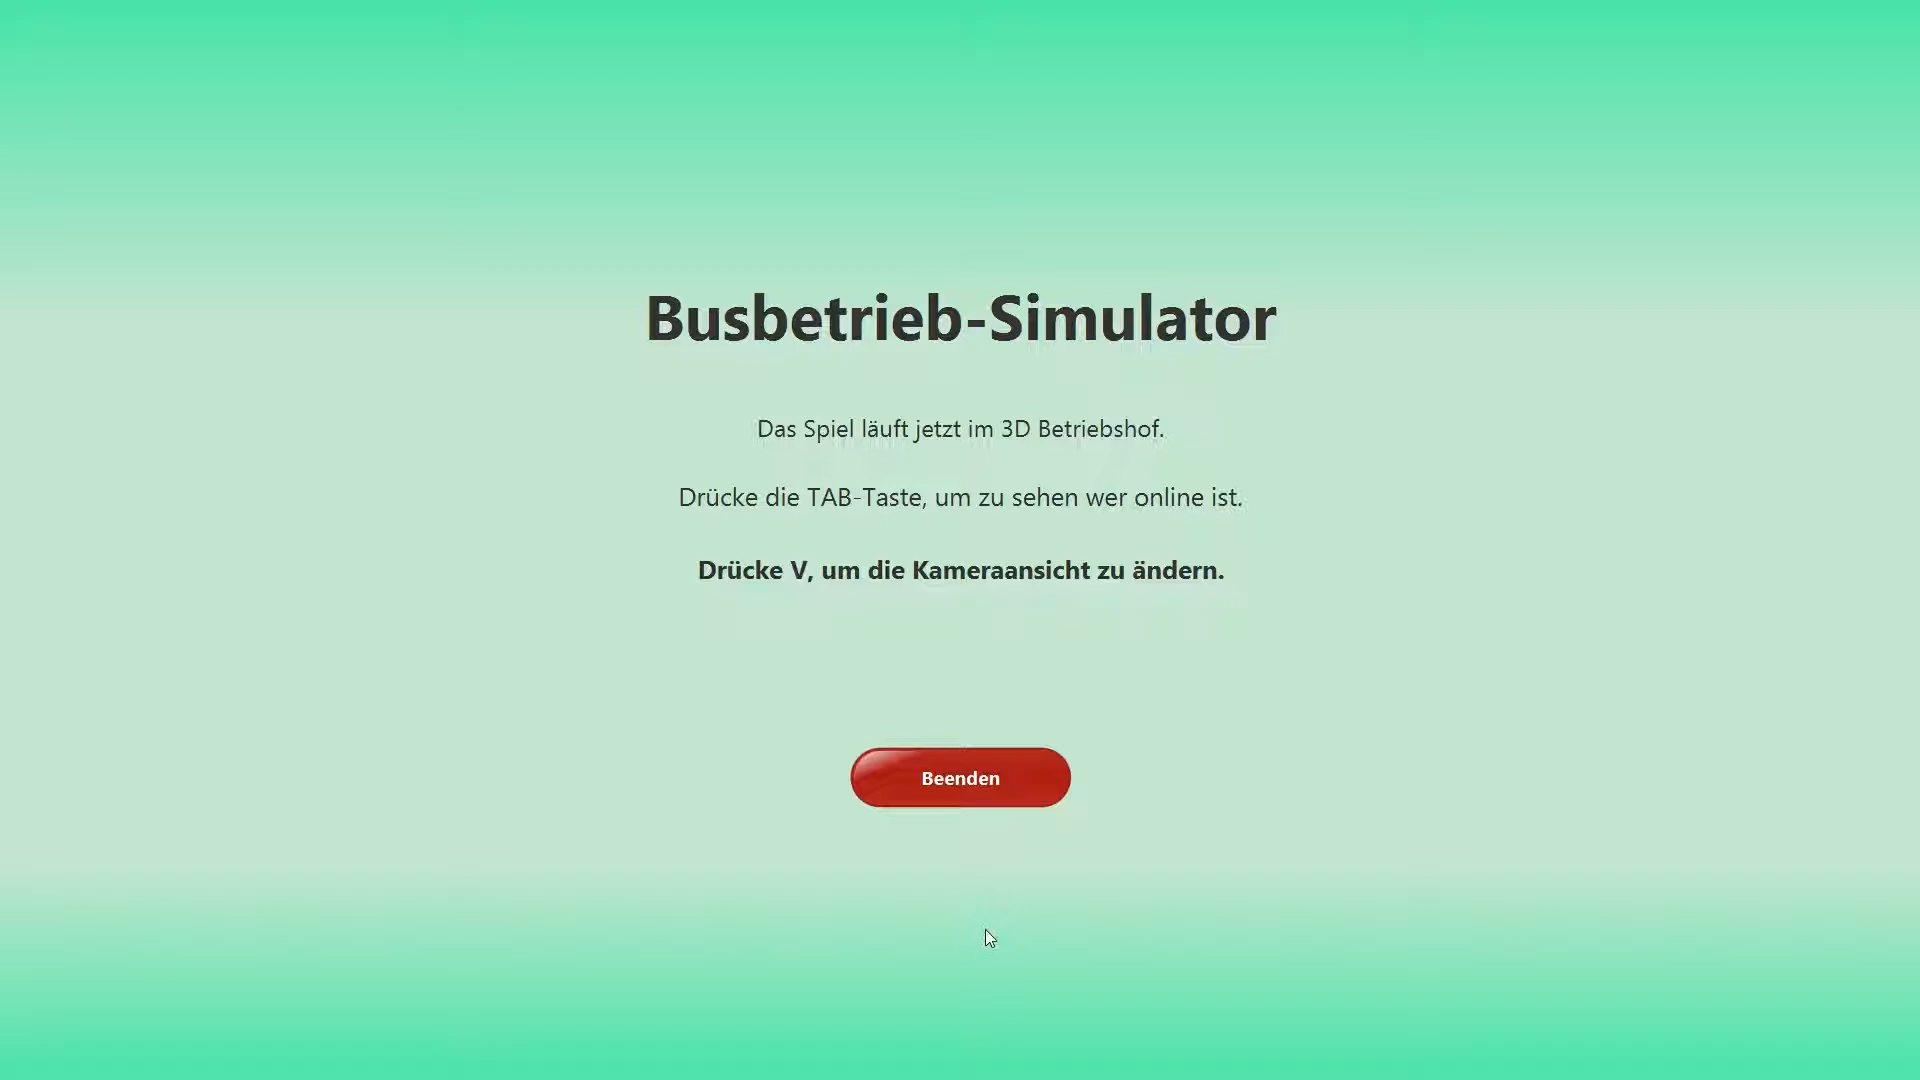 Busbetrieb-Simulator
Das Spiel läuft jetzt im 3D Betriebshof.
Drücke die TAB-Taste, um zu sehen wer online ist.
Drücke V, um die Kameraansicht zu ändern.
Beenden